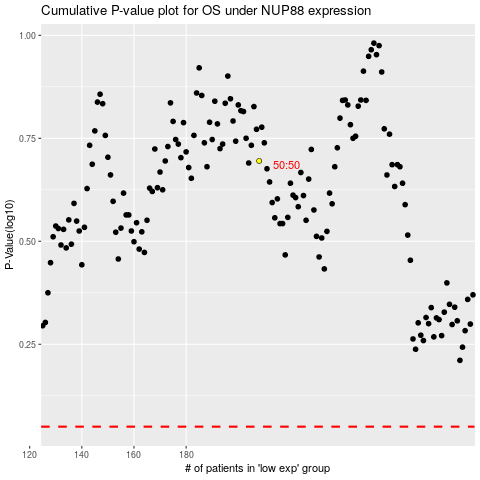 Cumulative P-value plot for OS under NUP88 expression
1.00
0.75
50:50
0.50
0.25
P-Value(log10)
120 140 160 180
# of patients in 'low exp' group